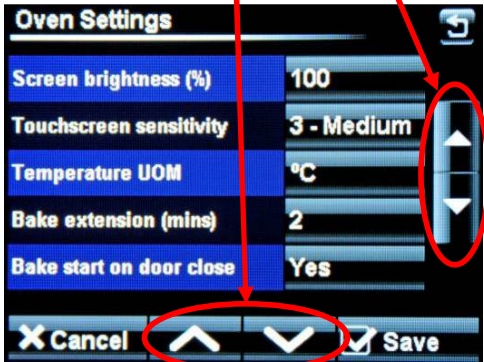 Oven Settings
Screen brightness (%) 100
Touchscreen sensitivity 3 - Medium
Temperature UOM ºC
Bake extension (mins) 2
Bake start on door close Yes
Cancel Save